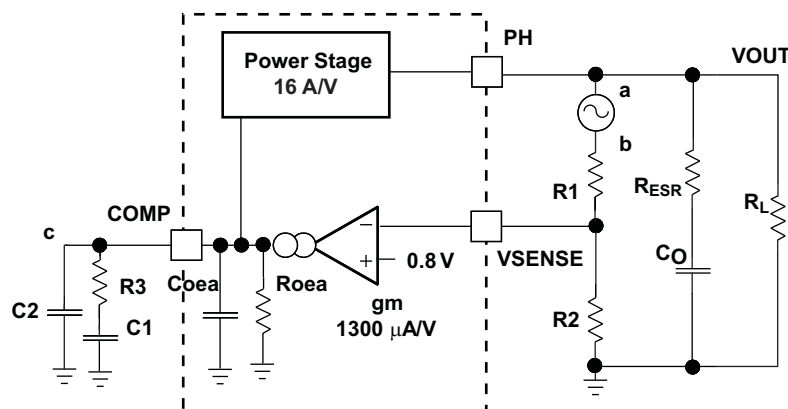 PH
VOUT
Power Stage
16 A/V
a
b
R1
RESR
RL
COMP
c
VSENSE
0.8 V
CO
R3
Coea
Roea
C2
C1
gm
1300 μA/V
R2